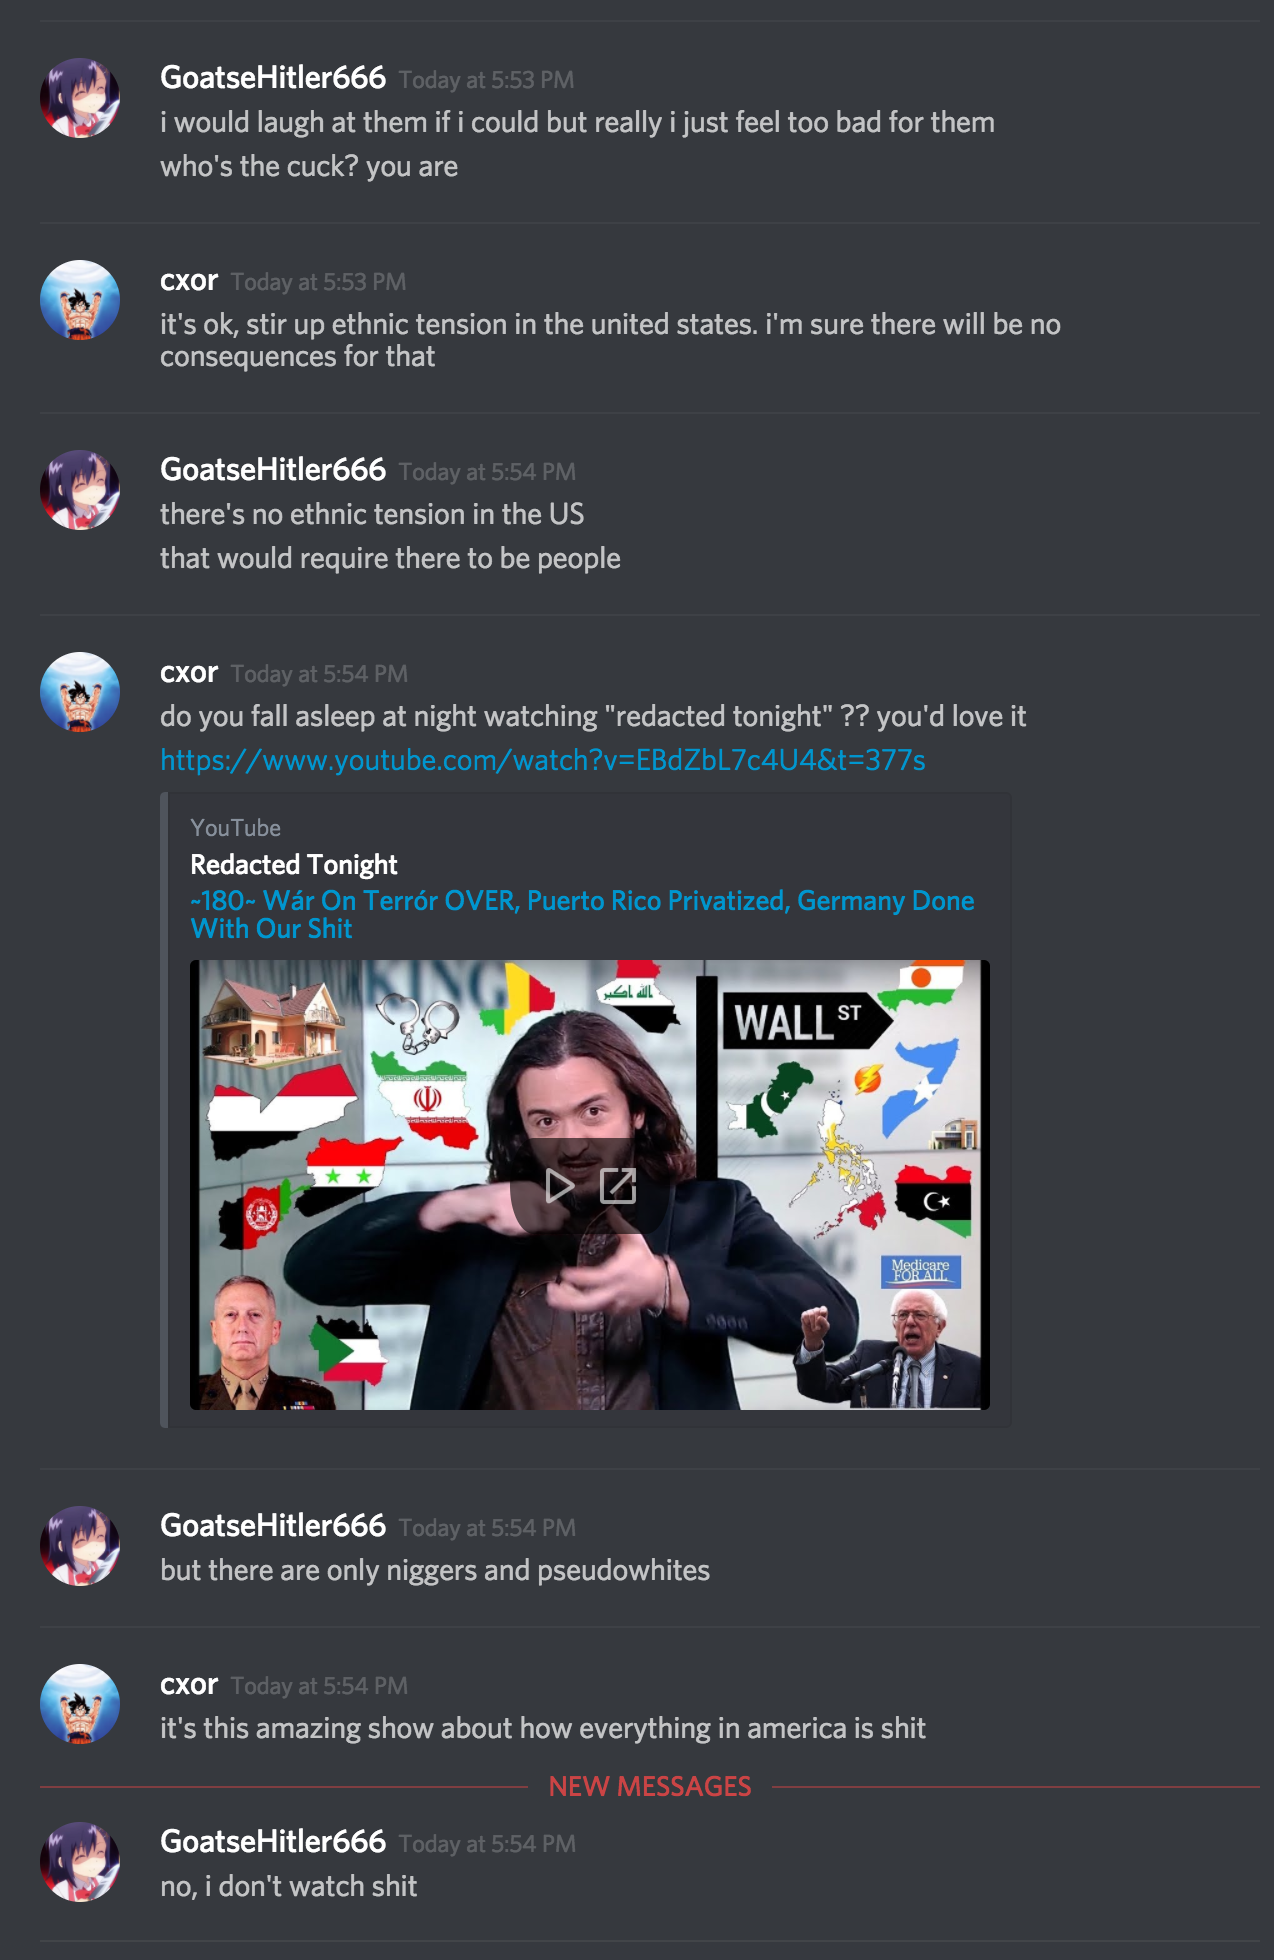 GoatseHitler666 Today at 5:53 PM
i would laugh at them if i could but really i just feel too bad for them
who's the cuck? you are
cxor Today at 5:53 PM
it's ok, stir up ethnic tension in the united states. i'm sure there will be no
consequences for that
GoatseHitler666 Today at 5:54 PM
there's no ethnic tension in the US
that would require there to be people
cxor Today at 5:54 PM
do you fall asleep at night watching "redacted tonight" ?? you'd love it
https://www.youtube.com/watch?v=EBdZbL7c4U4&t=377s
YouTube
Redacted Tonight
~180~ Wár On Terrór OVER, Puerto Rico Privatized, Germany Done
With Our Shit
KING
الله اكبر
WALL ST
Medicare
FOR ALL
GoatseHitler666 Today at 5:54 PM
but there are only niggers and pseudowhites
cxor Today at 5:54 PM
it's this amazing show about how everything in america is shit
NEW MESSAGES
GoatseHitler666 Today at 5:54 PM
no, i don't watch shit